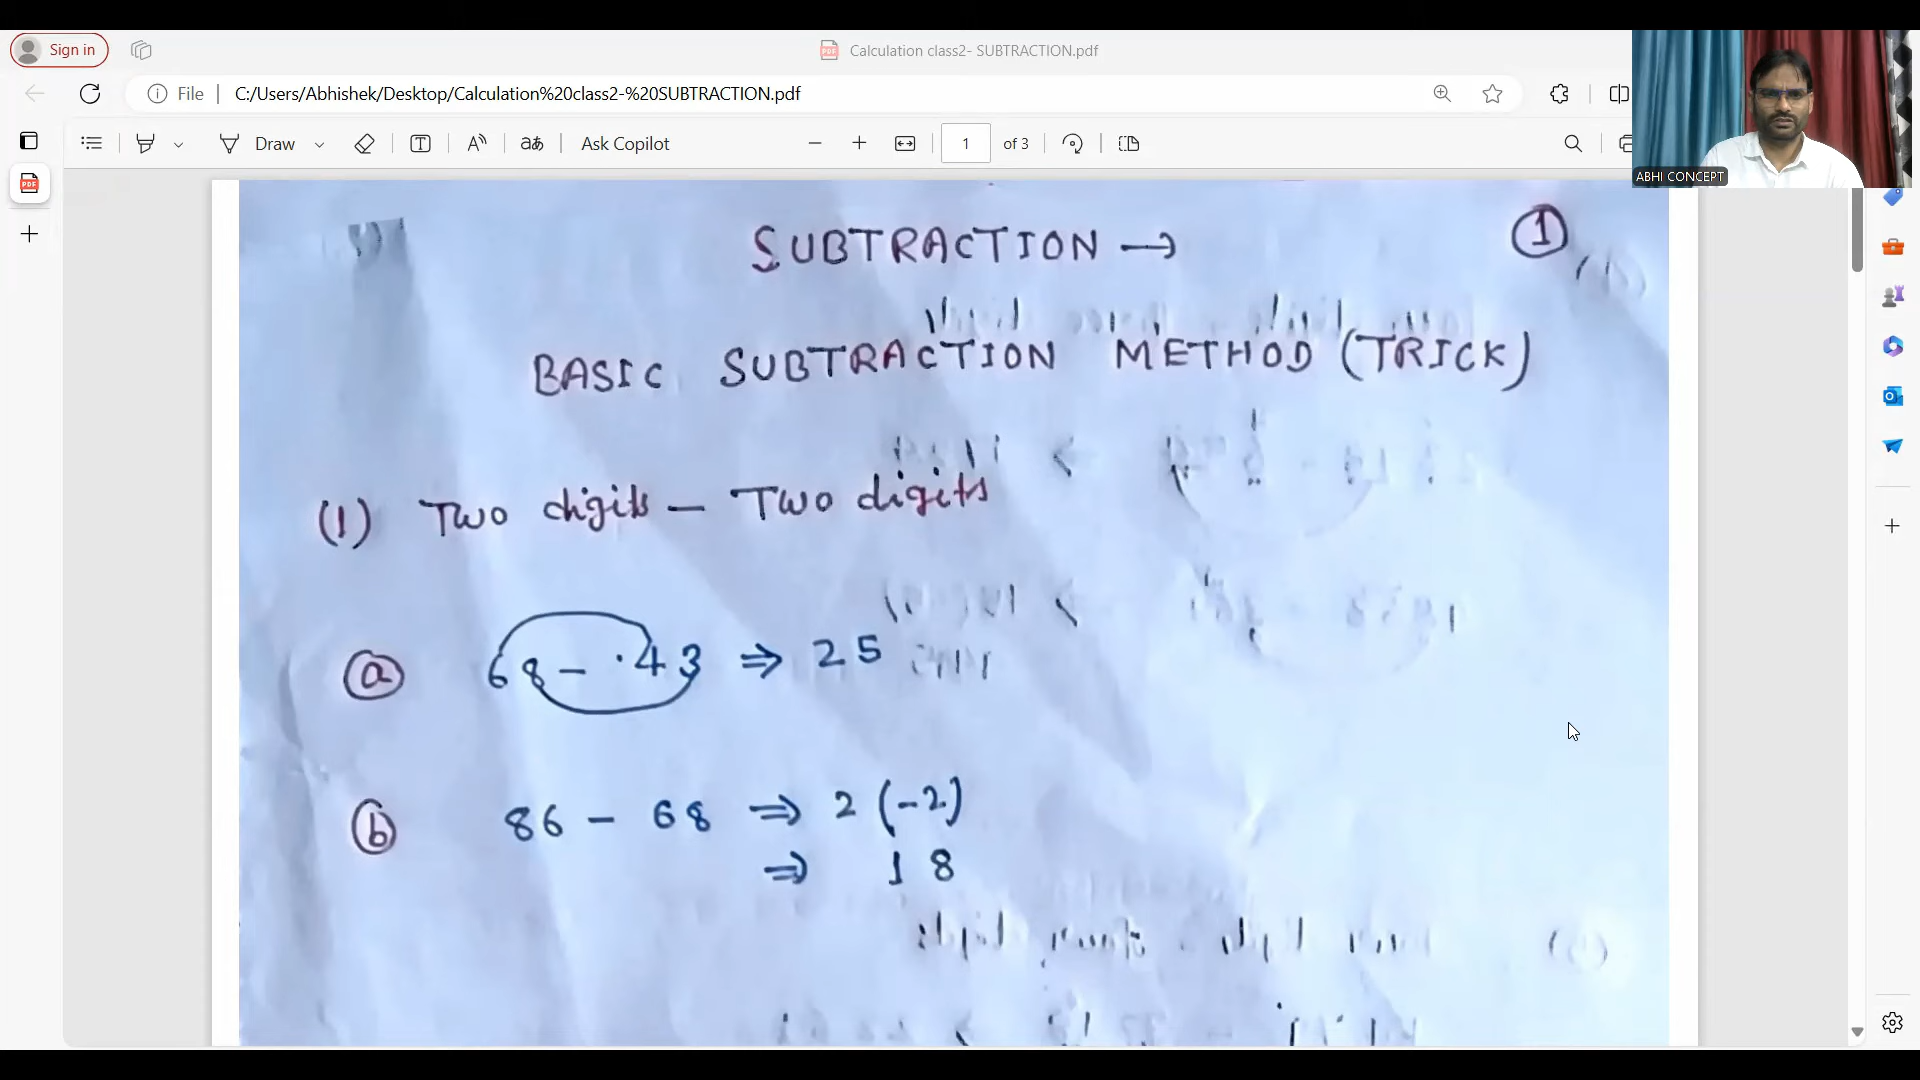 Sign in
Calculation class2- SUBTRACTION.pdf
File
C:/Users/Abhishek/Desktop/Calculation%20class2-%20SUBTRACTION.pdf
Draw
aあ
Ask Copilot
1 of 3
ABHI CONCEPT
SUBTRACTION → ①
BASIC SUBTRACTION METHOD (TRICK)
(1) Two digits — Two digits
ⓐ 68 - ·43 ⇒ 25
ⓑ 86 - 68 ⇒ 2 (-2)
⇒ 18